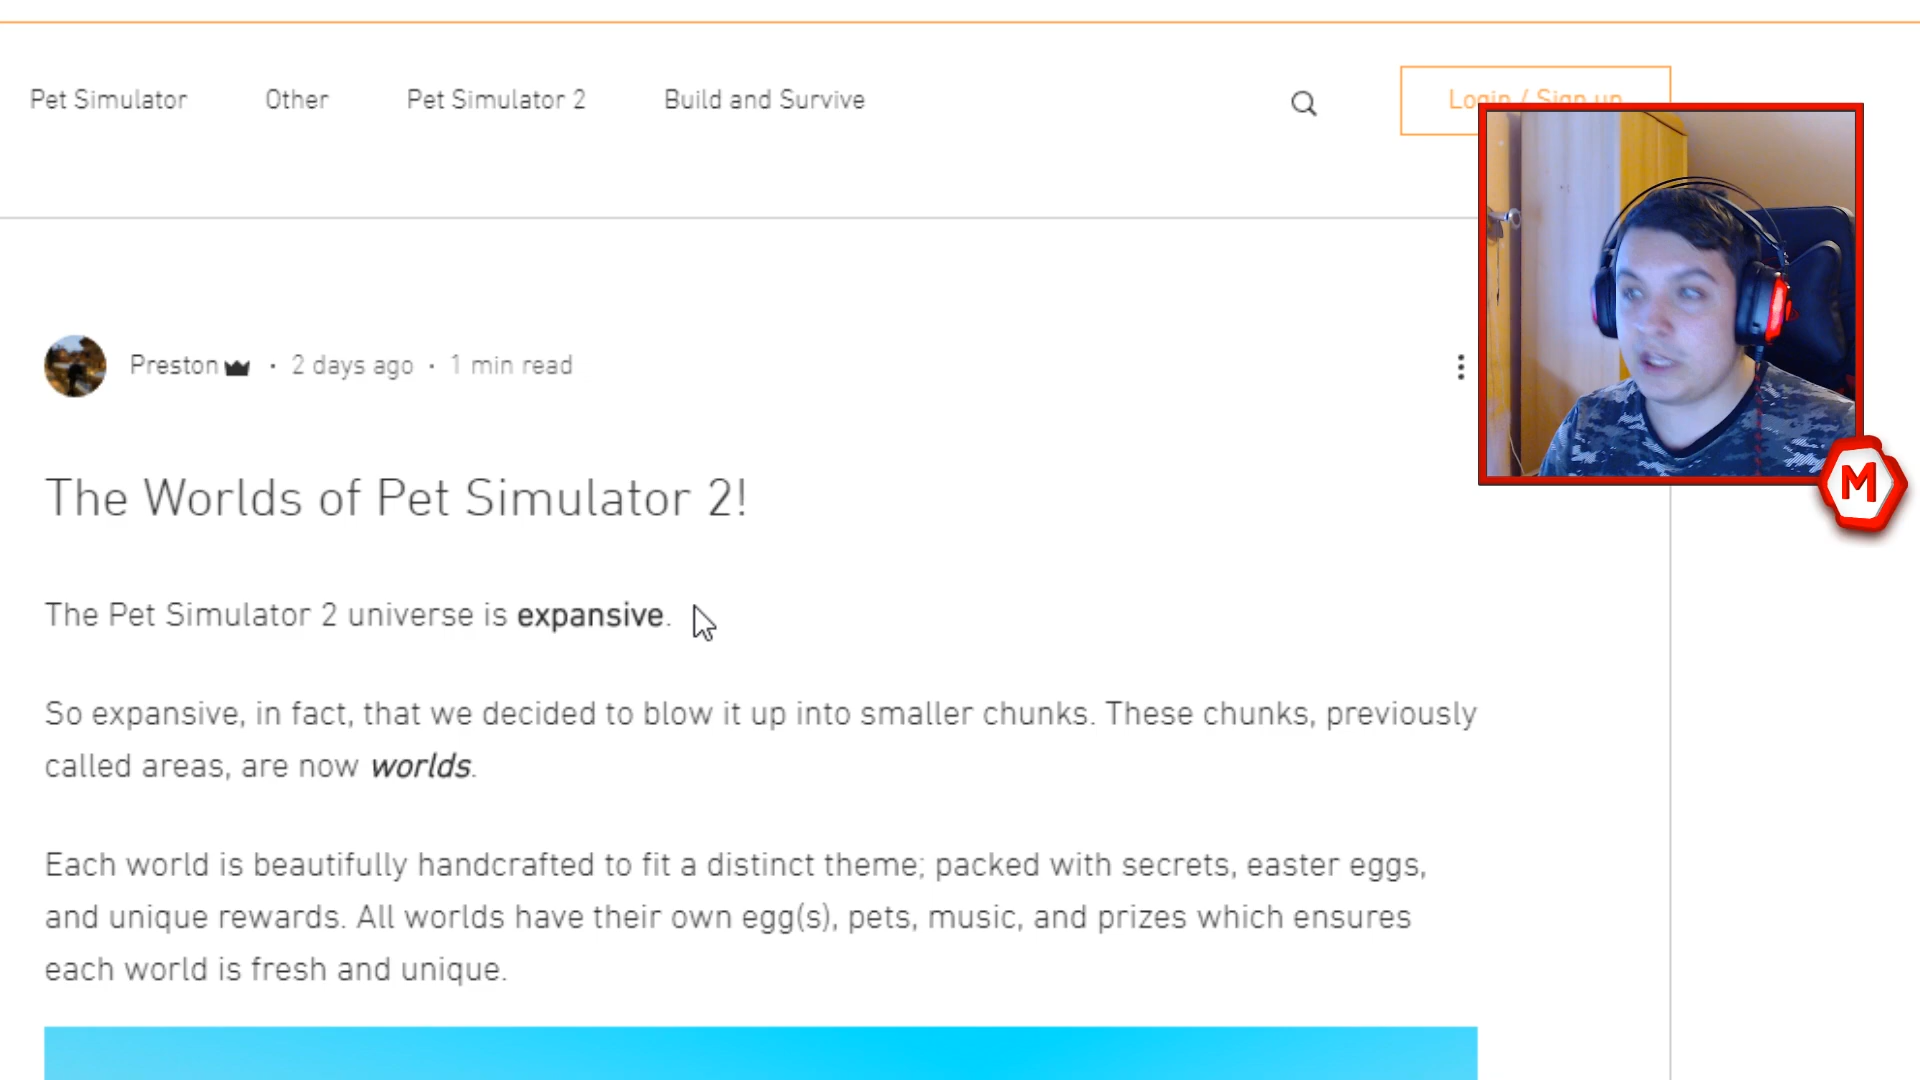 Pet Simulator Other Pet Simulator 2 Build and Survive Login / Sign up
Preston · 2 days ago · 1 min read
The Worlds of Pet Simulator 2!
The Pet Simulator 2 universe is expansive.
So expansive, in fact, that we decided to blow it up into smaller chunks. These chunks, previously
called areas, are now worlds.
Each world is beautifully handcrafted to fit a distinct theme; packed with secrets, easter eggs,
and unique rewards. All worlds have their own egg(s), pets, music, and prizes which ensures
each world is fresh and unique.
M